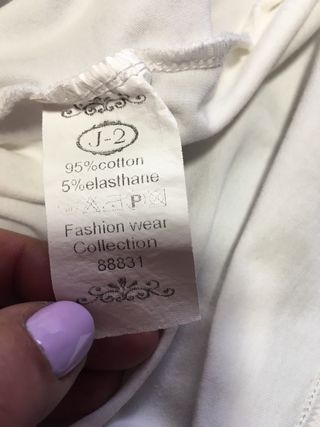 J-2
95%cotton
5%elasthane
P
Fashion wear
Collection
88831